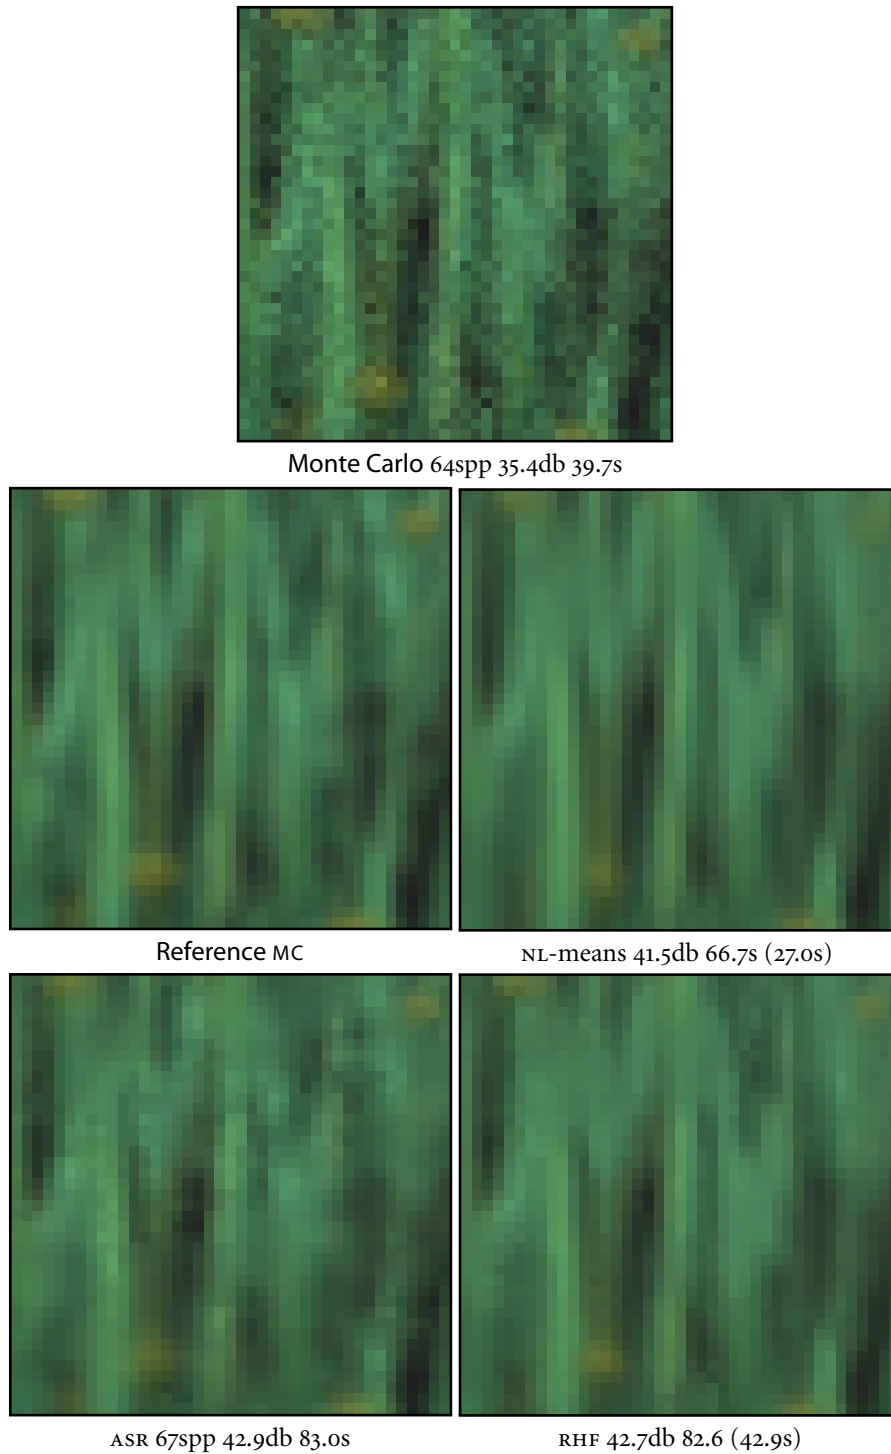 Monte Carlo 64spp 35.4db 39.7s
Reference MC
NL-means 41.5db 66.7s (27.0s)
ASR 67spp 42.9db 83.0s
RHF 42.7db 82.6 (42.9s)